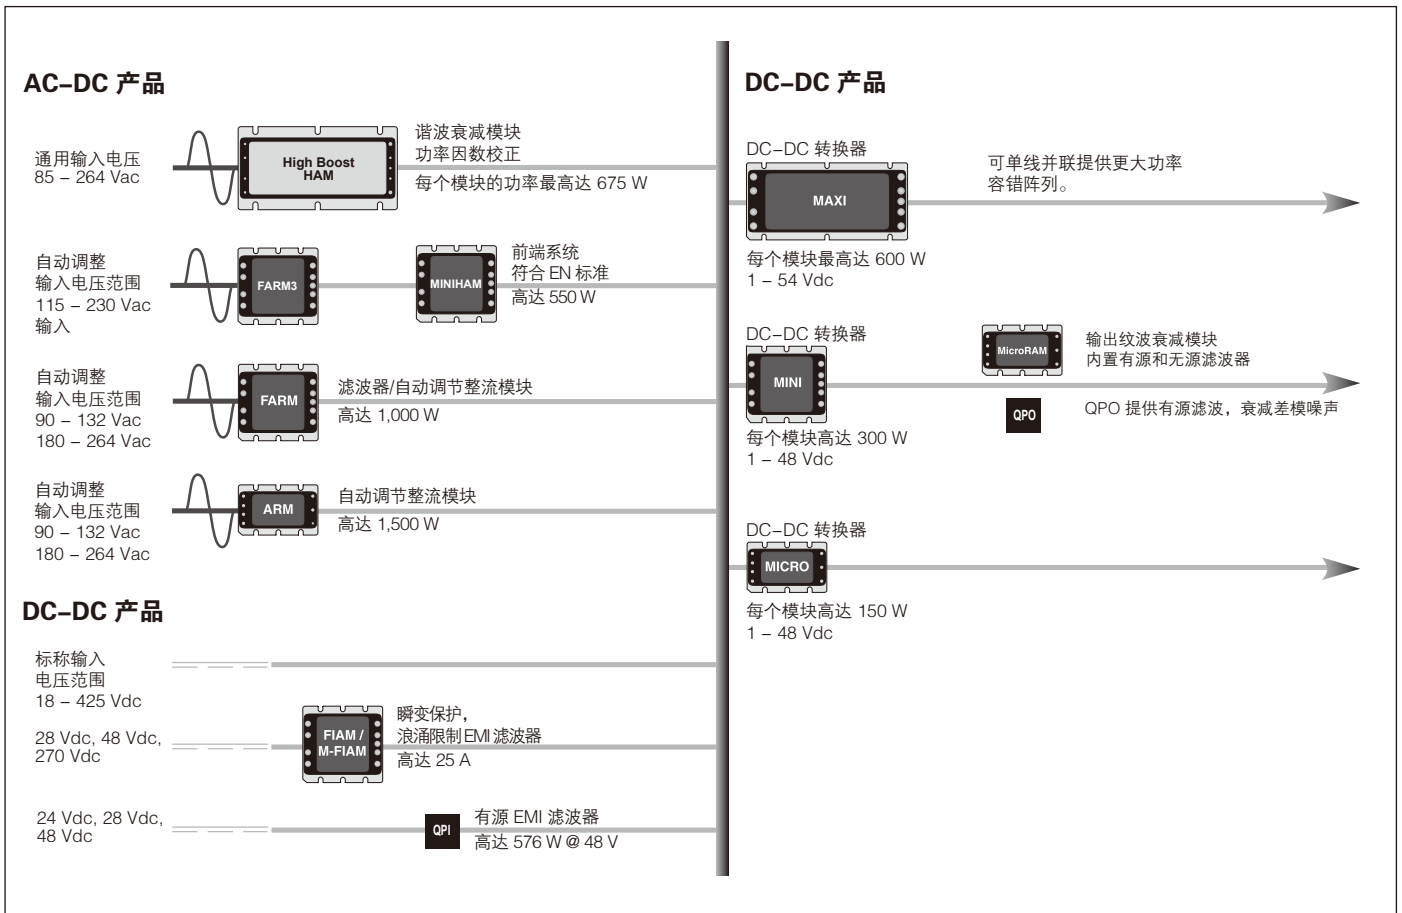 AC–DC 产品
通用输入电压
85 – 264 Vac
High Boost
HAM
谐波衰减模块
功率因数校正
每个模块的功率最高达 675 W
自动调整
输入电压范围
115 – 230 Vac
输入
FARM3
MINIHAM
前端系统
符合 EN 标准
高达 550 W
自动调整
输入电压范围
90 – 132 Vac
180 – 264 Vac
FARM
滤波器/自动调节整流模块
高达 1,000 W
自动调整
输入电压范围
90 – 132 Vac
180 – 264 Vac
ARM
自动调节整流模块
高达 1,500 W
DC–DC 产品
标称输入
电压范围
18 – 425 Vdc
28 Vdc, 48 Vdc,
270 Vdc
FIAM /
M-FIAM
瞬变保护，
浪涌限制EMI 滤波器
高达 25 A
24 Vdc, 28 Vdc,
48 Vdc
QPI
有源 EMI 滤波器
高达 576 W @ 48 V
DC–DC 产品
DC–DC 转换器
MAXI
每个模块最高达 600 W
1 – 54 Vdc
可单线并联提供更大功率
容错阵列。
DC–DC 转换器
MINI
每个模块高达 300 W
1 – 48 Vdc
MicroRAM
输出纹波衰减模块
内置有源和无源滤波器
QPO
QPO 提供有源滤波，衰减差模噪声
DC–DC 转换器
MICRO
每个模块高达 150 W
1 – 48 Vdc